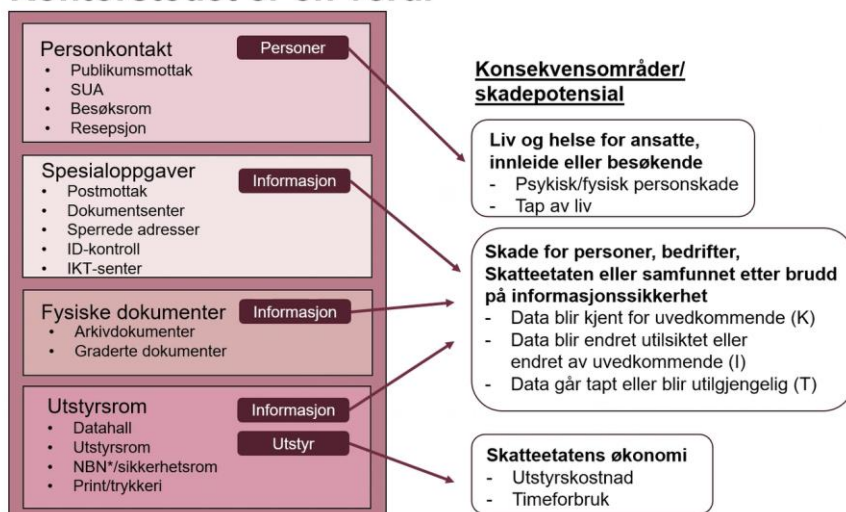 Personkontakt
Personer
• Publikumsmottak
• SUA
• Besøksrom
• Resepsjon
Spesialoppgaver
Informasjon
• Postmottak
• Dokumentsenter
• Sperrede adresser
• ID-kontroll
• IKT-senter
Fysiske dokumenter
Informasjon
• Arkivdokumenter
• Graderte dokumenter
Utstyrsrom
Informasjon
Utstyr
• Datahall
• Utstyrsrom
• NBN*/sikkerhetsrom
• Print/trykkeri
Konsekvensområder/
skadepotensial
Liv og helse for ansatte,
innleide eller besøkende
- Psykisk/fysisk personskade
- Tap av liv
Skade for personer, bedrifter,
Skatteetaten eller samfunnet etter brudd
på informasjonssikkerhet
- Data blir kjent for uvedkommende (K)
- Data blir endret utilsiktet eller
endret av uvedkommende (I)
- Data går tapt eller blir utilgjengelig (T)
Skatteetatens økonomi
- Utstyrskostnad
- Timeforbruk